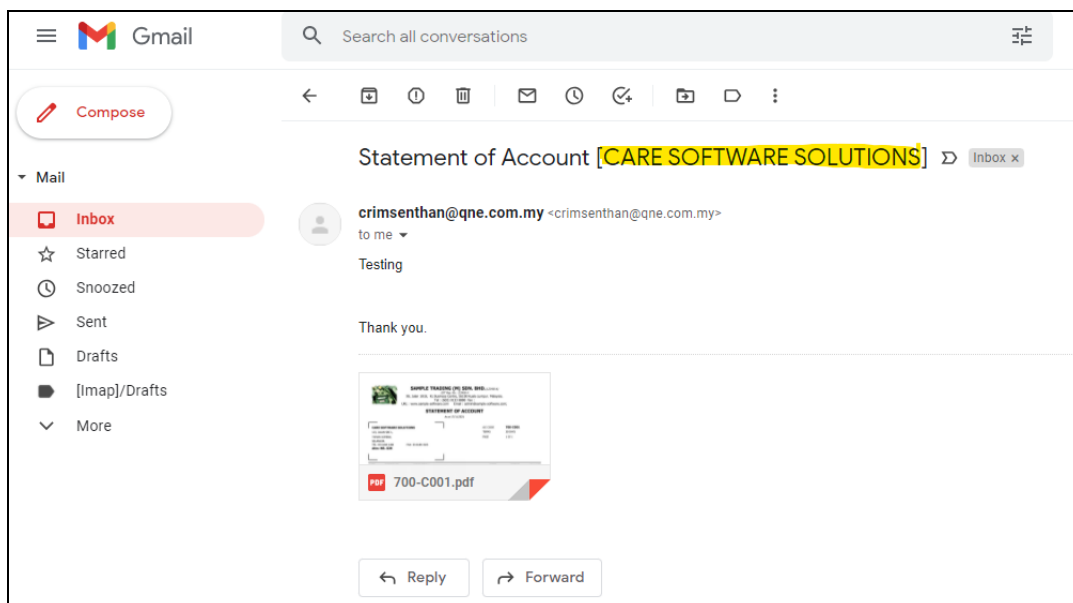 Gmail
Search all conversations
Compose
Statement of Account [CARE SOFTWARE SOLUTIONS] Inbox ×
Mail
Inbox
Starred
Snoozed
Sent
Drafts
[Imap]/Drafts
More
crimsenthan@qne.com.my <crimsenthan@qne.com.my>
to me
Testing
Thank you.
SAMPLE TRADING (M) SDN. BHD.
STATEMENT OF ACCOUNT
CARE SOFTWARE SOLUTIONS
PDF 700-C001.pdf
Reply Forward